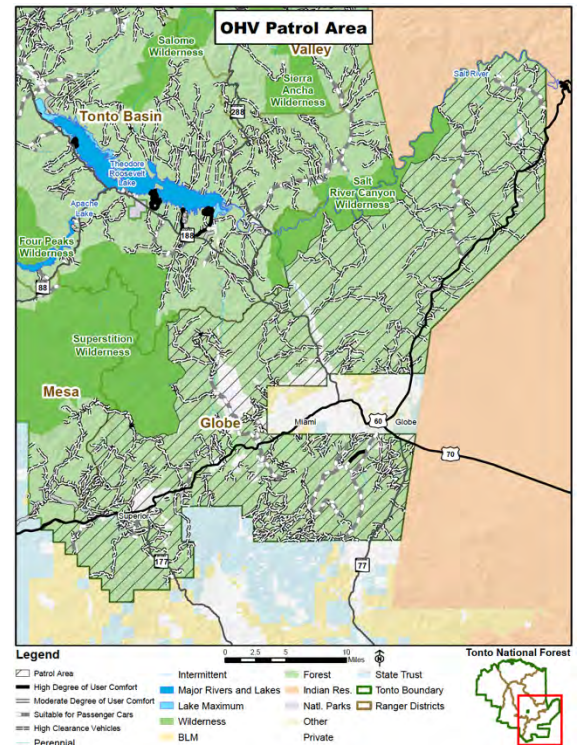 OHV Patrol Area
Salome
Wilderness
Valley
Sierra
Ancha
Wilderness
Salt River
288
Tonto Basin
Theodore
Roosevelt
Lake
Salt
River Canyon
Wilderness
Apache
Lake
188
Four Peaks
Wilderness
88
Superstition
Wilderness
Mesa
Globe
Miami
60
Globe
70
Superior
177
77
Legend
0 2.5 5 10
Miles
N
Tonto National Forest
Patrol Area
High Degree of User Comfort
Moderate Degree of User Comfort
Suitable for Passenger Cars
High Clearance Vehicles
Perennial
Intermittent
Major Rivers and Lakes
Lake Maximum
Wilderness
BLM
Forest
Indian Res.
Natl. Parks
Other
Private
State Trust
Tonto Boundary
Ranger Districts